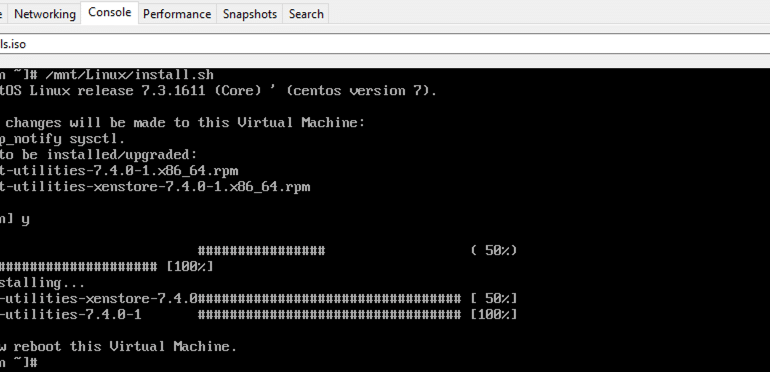 e Networking Console Performance Snapshots Search
ls.iso
n ~]# /mnt/Linux/install.sh
tOS Linux release 7.3.1611 (Core) ' (centos version 7).
changes will be made to this Virtual Machine:
p_notify sysctl.
to be installed/upgraded:
t-utilities-7.4.0-1.x86_64.rpm
t-utilities-xenstore-7.4.0-1.x86_64.rpm
n] y
################ ( 50%)
#################### [100%]
stalling...
-utilities-xenstore-7.4.0################################# [ 50%]
-utilities-7.4.0-1 ################################# [100%]
w reboot this Virtual Machine.
n ~]#